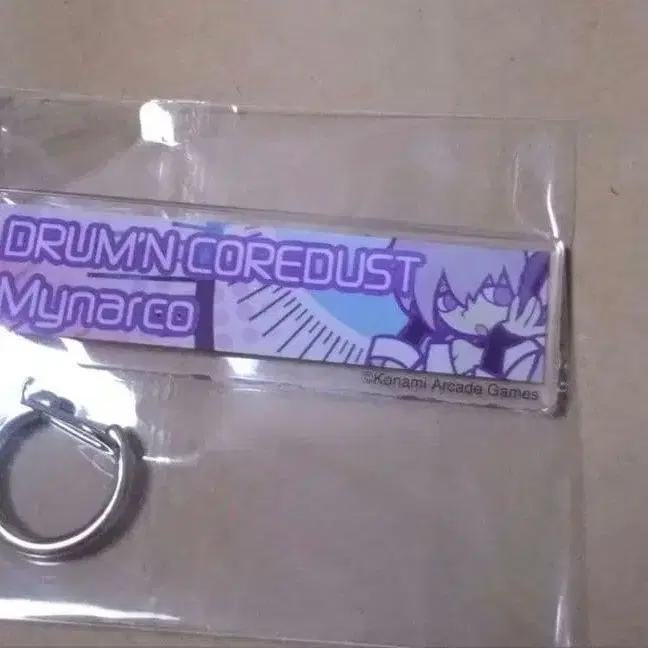 DRUM'N COREDUST
Mynarco
©Konami Arcade Games